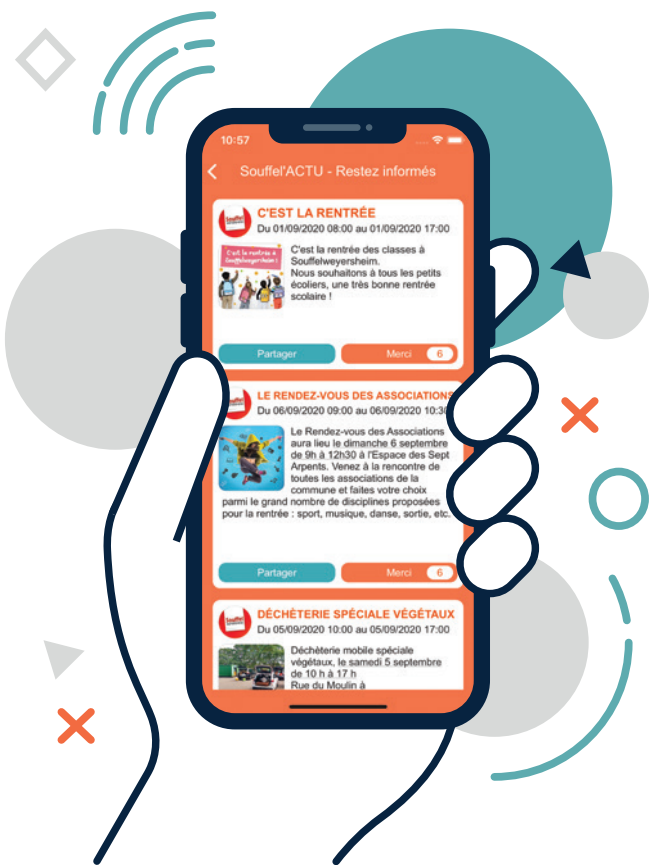 10:57
Souffel'ACTU - Restez informés
Souffel
C'EST LA RENTRÉE
Du 01/09/2020 08:00 au 01/09/2020 17:00
C'est la rentrée à
Souffelweyersheim !
C'est la rentrée des classes à
Souffelweyersheim.
Nous souhaitons à tous les petits
écoliers, une très bonne rentrée
scolaire !
Partager
Merci 6
LE RENDEZ-VOUS DES ASSOCIATIONS
Du 06/09/2020 09:00 au 06/09/2020 10:30
Le Rendez-vous des Associations
aura lieu le dimanche 6 septembre
de 9h à 12h30 à l'Espace des Sept
Arpents. Venez à la rencontre de
toutes les associations de la
commune et faites votre choix
parmi le grand nombre de disciplines proposées
pour la rentrée : sport, musique, danse, sortie, etc.
Partager
Merci 6
Souffel
DÉCHÈTERIE SPÉCIALE VÉGÉTAUX
Du 05/09/2020 10:00 au 05/09/2020 17:00
Déchèterie mobile spéciale
végétaux, le samedi 5 septembre
de 10 h à 17 h
Rue du Moulin à